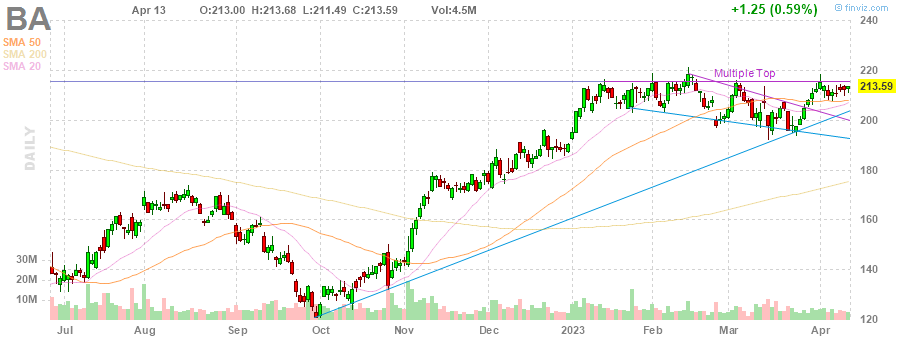 BA Apr 13 O:213.00 H:213.68 L:211.49 C:213.59 Vol:4.5M +1.25 (0.59%) © finviz.com
SMA 50
SMA 200
SMA 20
DAILY
Multiple Top
240
220
213.59
200
180
160
140
120
30M
20M
10M
Jul Aug Sep Oct Nov Dec 2023 Feb Mar Apr